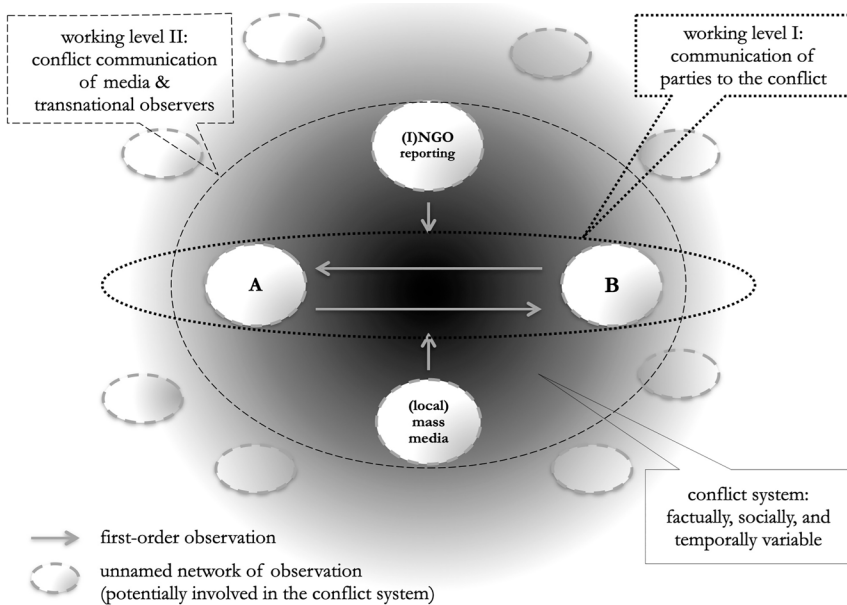 working level II:
conflict communication
of media &
transnational observers
working level I:
communication of
parties to the conflict
(I)NGO
reporting
A
B
(local)
mass
media
conflict system:
factually, socially, and
temporally variable
first-order observation
unnamed network of observation
(potentially involved in the conflict system)